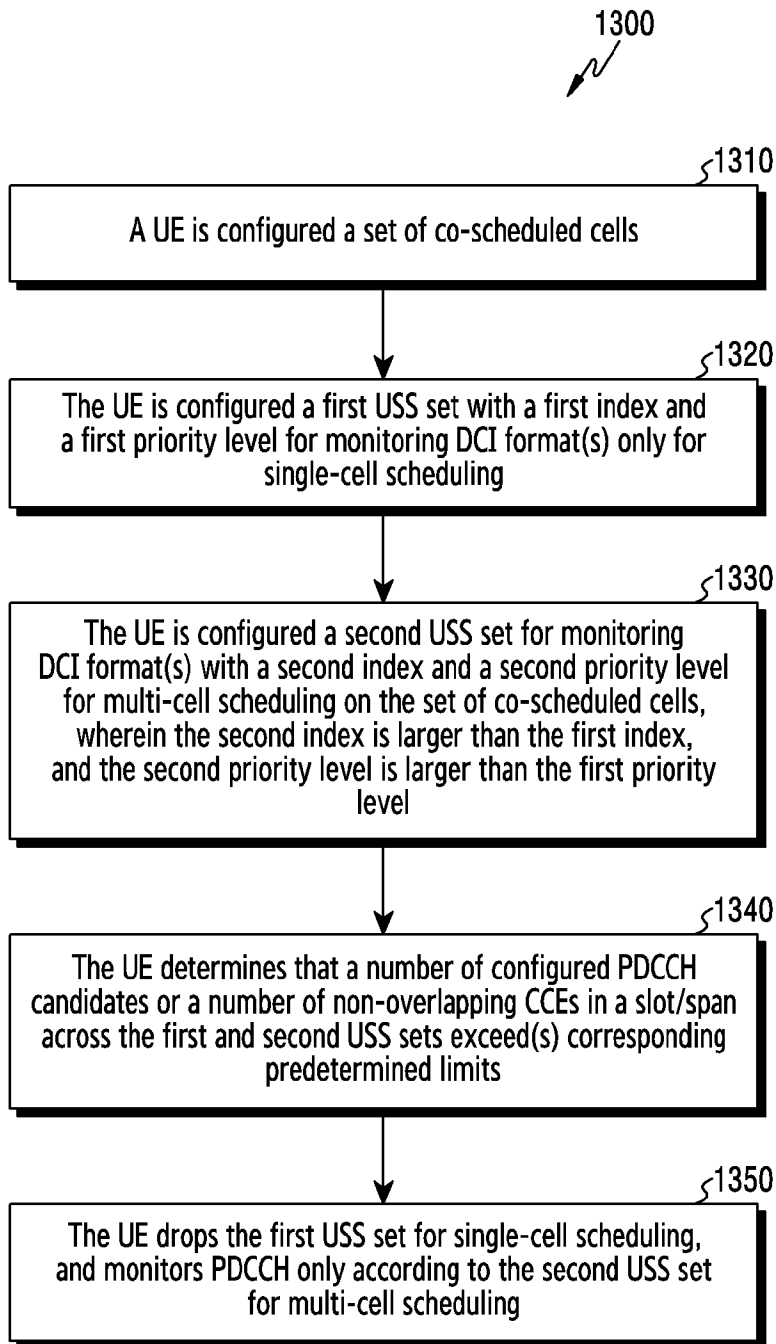 1300
1310
A UE is configured a set of co-scheduled cells
1320
The UE is configured a first USS set with a first index and
a first priority level for monitoring DCI format(s) only for
single-cell scheduling
1330
The UE is configured a second USS set for monitoring
DCI format(s) with a second index and a second priority level
for multi-cell scheduling on the set of co-scheduled cells,
wherein the second index is larger than the first index,
and the second priority level is larger than the first priority
level
1340
The UE determines that a number of configured PDCCH
candidates or a number of non-overlapping CCEs in a slot/span
across the first and second USS sets exceed(s) corresponding
predetermined limits
1350
The UE drops the first USS set for single-cell scheduling,
and monitors PDCCH only according to the second USS set
for multi-cell scheduling